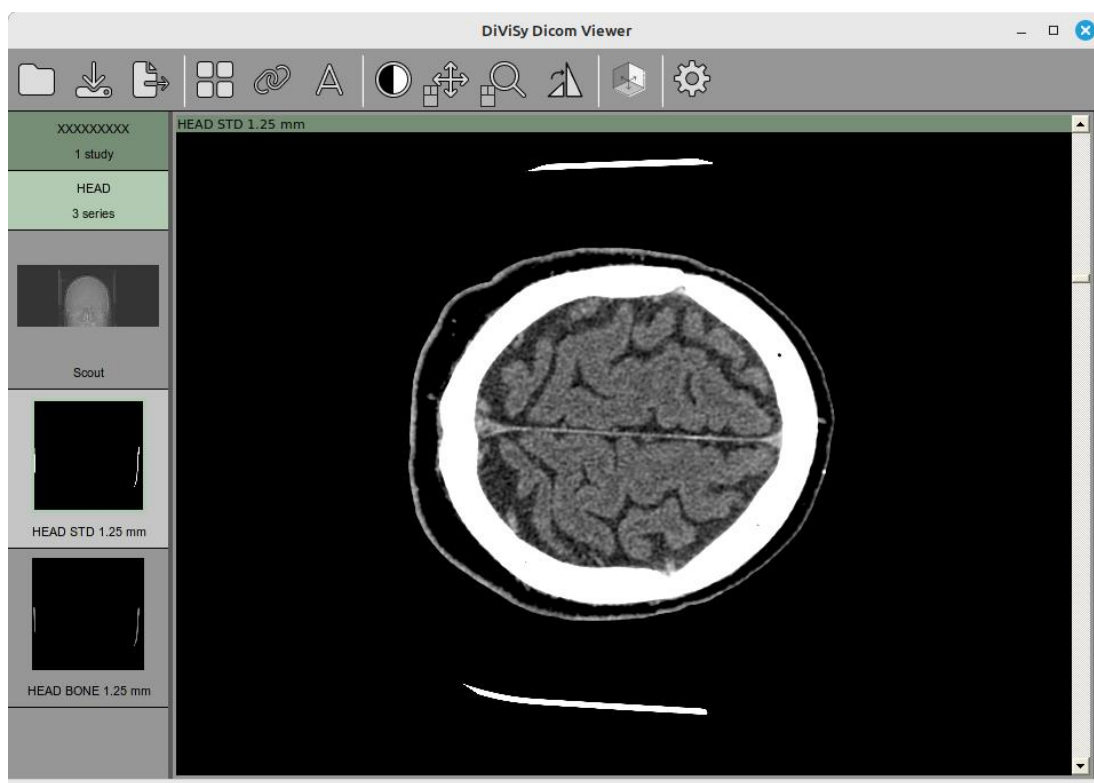 DiViSy Dicom Viewer
A
XXXXXXXXX
1 study
HEAD
3 series
Scout
HEAD STD 1.25 mm
HEAD BONE 1.25 mm
HEAD STD 1.25 mm